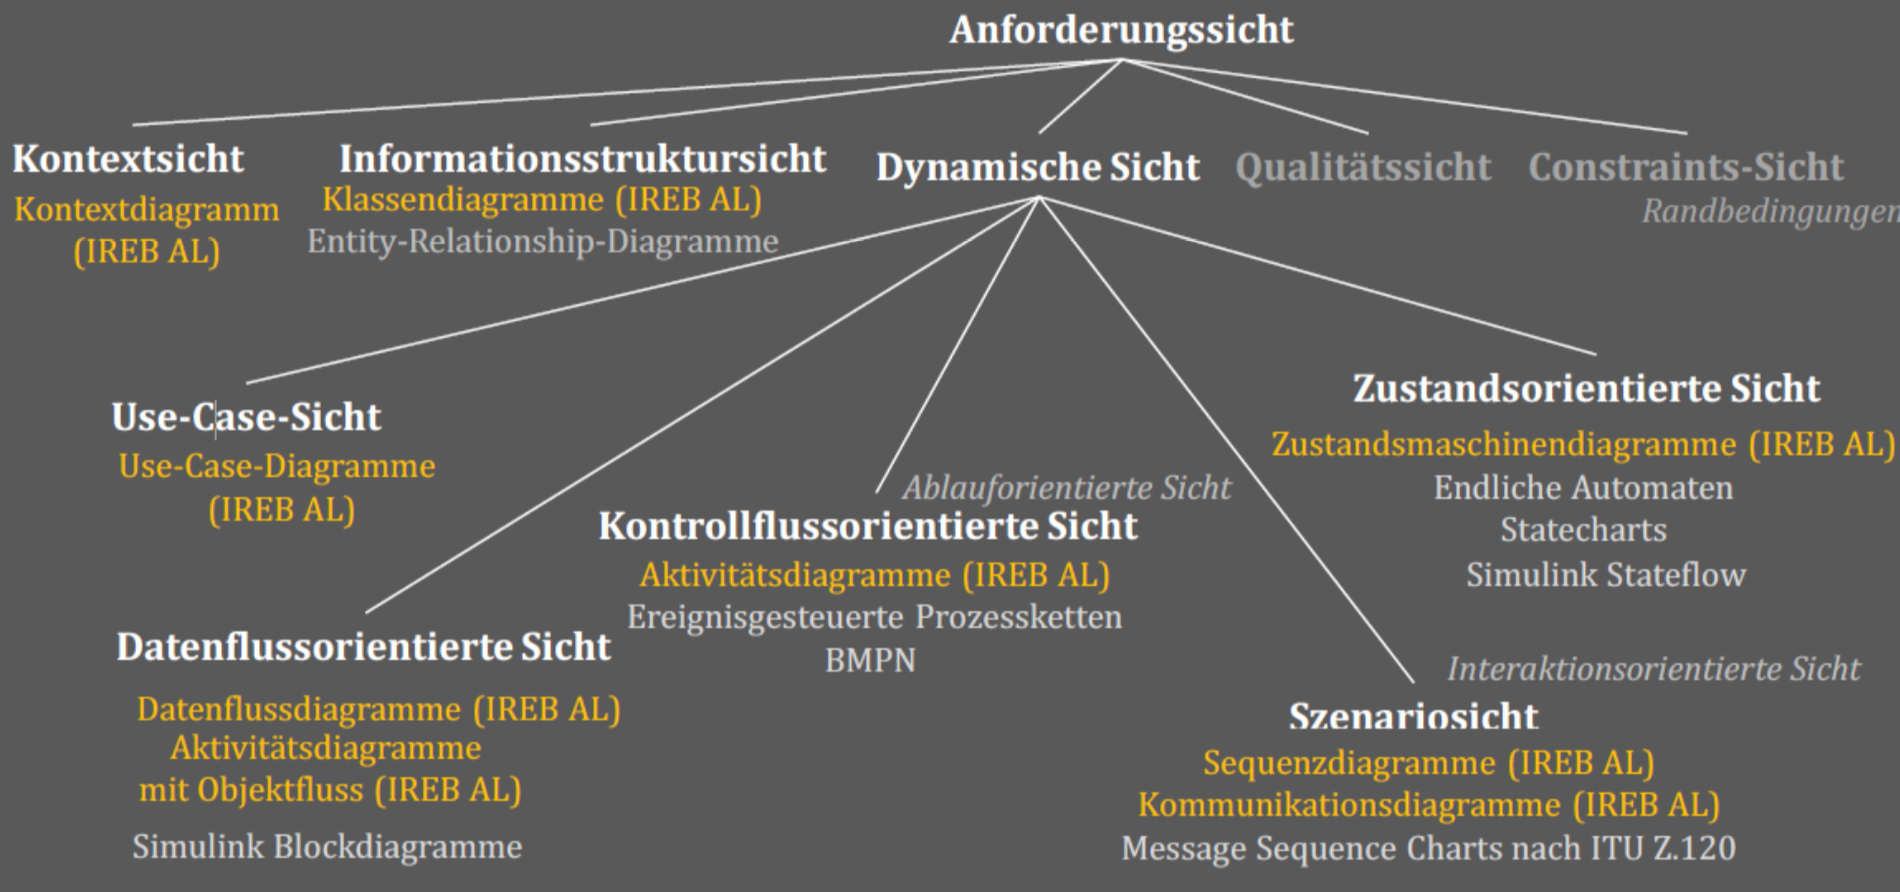 Anforderungssicht
Kontextsicht
Kontextdiagramm
(IREB AL)
Informationsstruktursicht
Klassendiagramme (IREB AL)
Entity-Relationship-Diagramme
Dynamische Sicht
Qualitätssicht
Constraints-Sicht
Randbedingungen
Use-Case-Sicht
Use-Case-Diagramme
(IREB AL)
Datenflussorientierte Sicht
Datenflussdiagramme (IREB AL)
Aktivitätsdiagramme
mit Objektfluss (IREB AL)
Simulink Blockdiagramme
Ablauforientierte Sicht
Kontrollflussorientierte Sicht
Aktivitätsdiagramme (IREB AL)
Ereignisgesteuerte Prozessketten
BMPN
Zustandsorientierte Sicht
Zustandsmaschinendiagramme (IREB AL)
Endliche Automaten
Statecharts
Simulink Stateflow
Interaktionsorientierte Sicht
Szenariosicht
Sequenzdiagramme (IREB AL)
Kommunikationsdiagramme (IREB AL)
Message Sequence Charts nach ITU Z.120